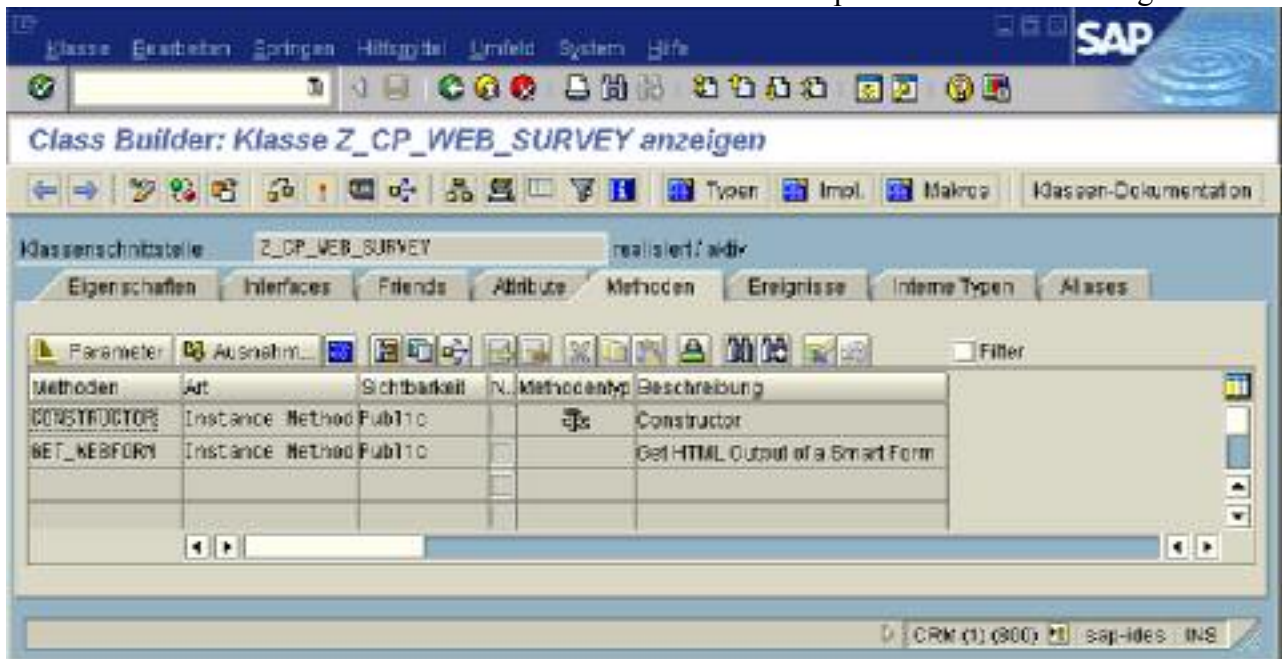 Klasse Bearbeiten Springen Hilfsmittel Umfeld System Hilfe
SAP
Class Builder: Klasse Z_CP_WEB_SURVEY anzeigen
Typen Impl. Makros Klassen-Dokumentation
Klassenschnittstelle Z_CP_WEB_SURVEY realisiert / aktiv
Eigenschaften Interfaces Friends Attribute Methoden Ereignisse Interne Typen Aliases
Parameter Ausnahm... Filter
Methoden Art Sichtbarkeit N. Methodentyp Beschreibung
CONSTRUCTOR Instance Method Public Constructor
GET_WEBFORM Instance Method Public Get HTML Output of a Smart Form
CRM (1) (800) sap-ides INS